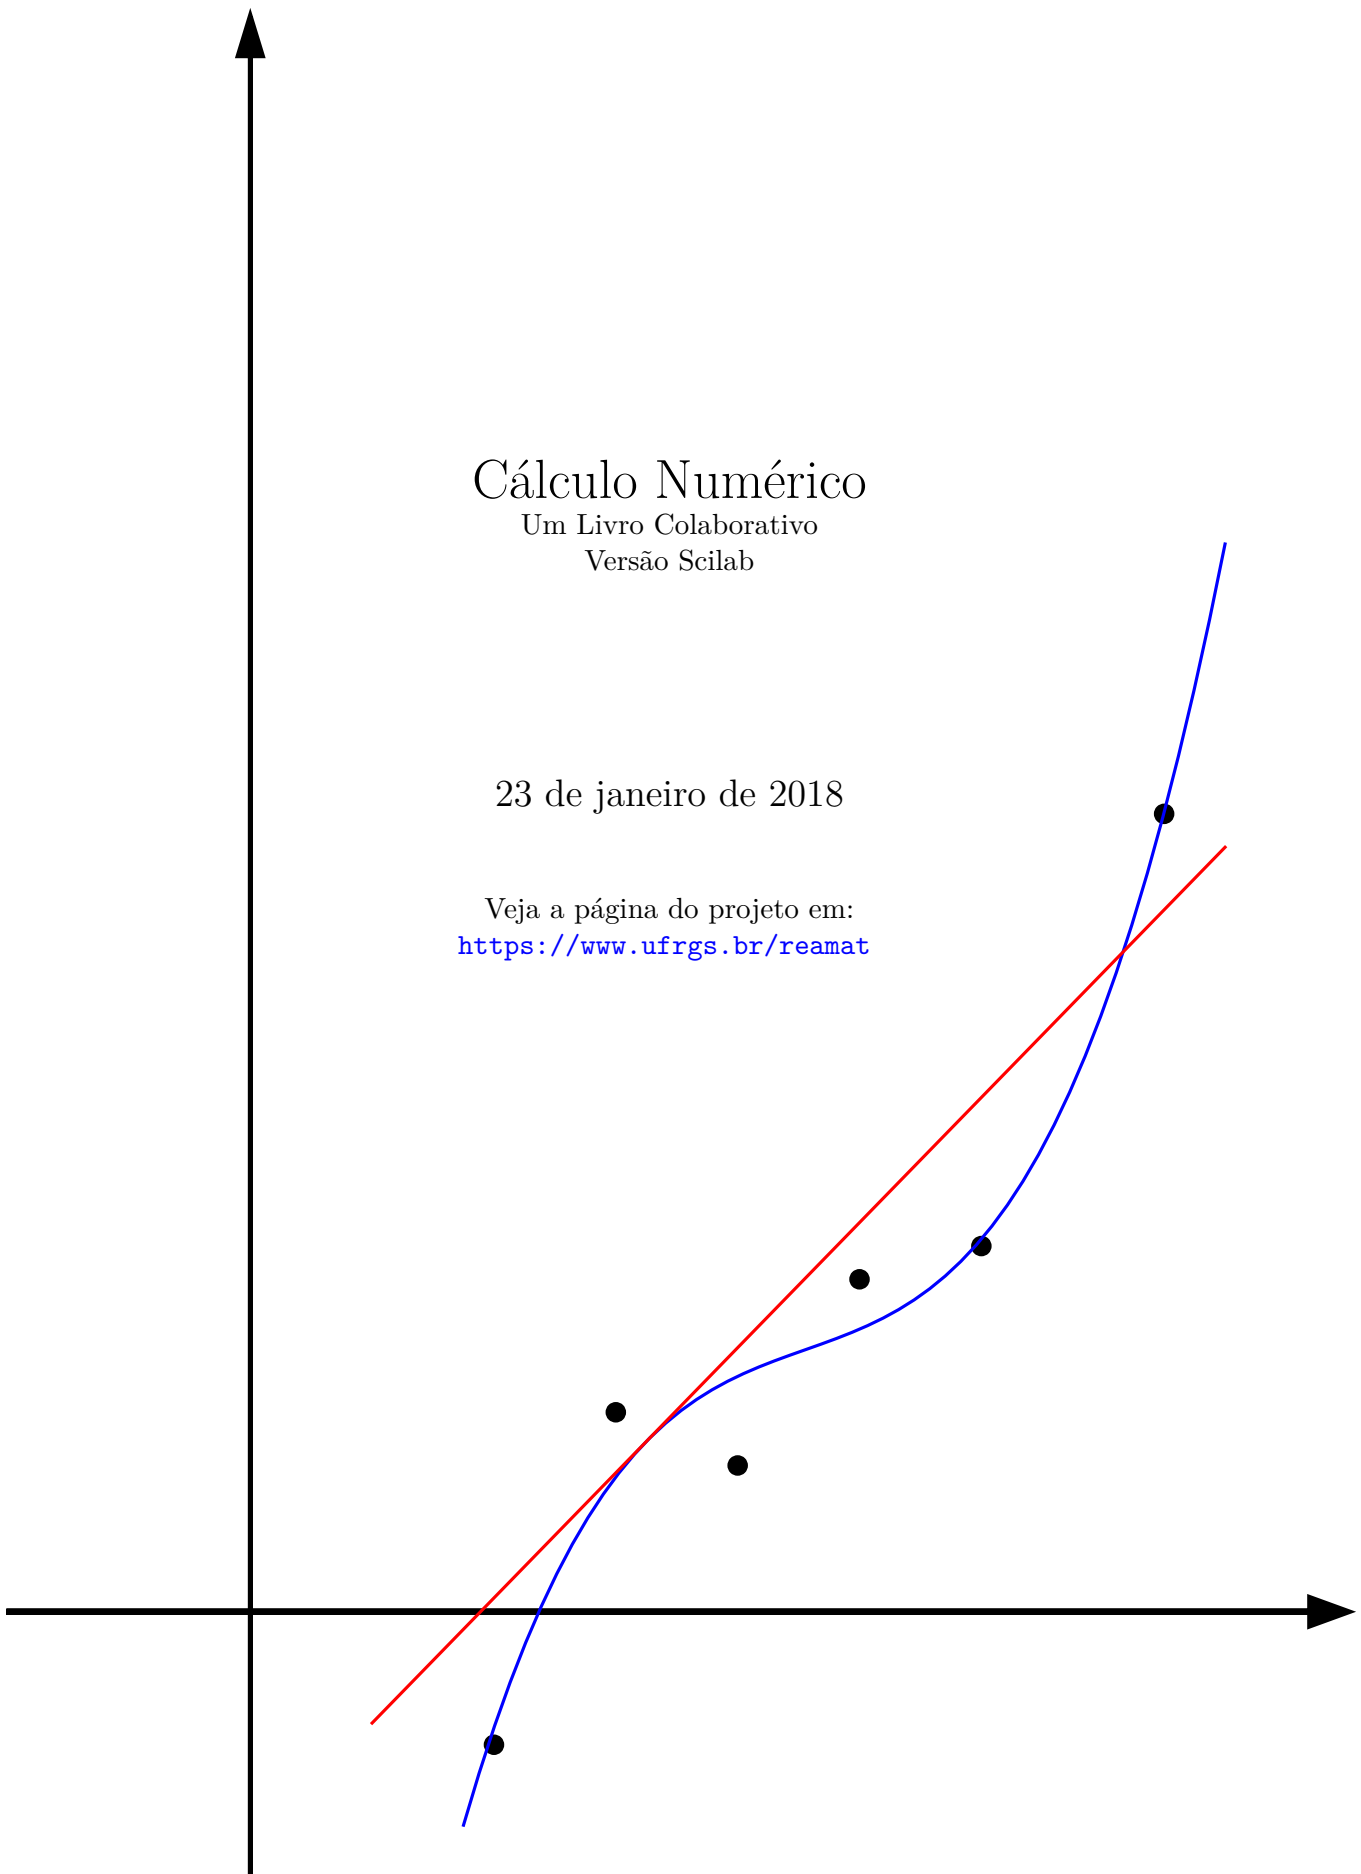 Cálculo Numérico
Um Livro Colaborativo
Versão Scilab
23 de janeiro de 2018
Veja a página do projeto em:
https://www.ufrgs.br/reamat